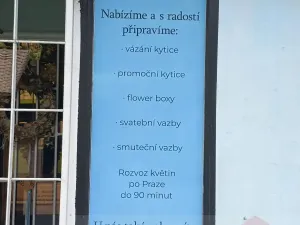 Nabízíme a s radostí
připravíme:
· vázání kytice
· promoční kytice
· flower boxy
· svatební vazby
· smuteční vazby
Rozvoz květin
po Praze
do 90 minut